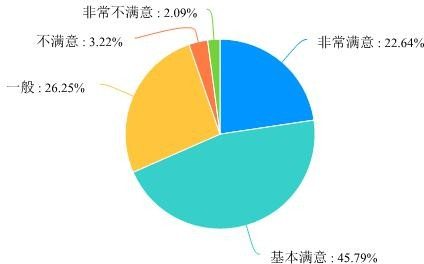 非常不满意 : 2.09%
不满意 : 3.22%
非常满意 : 22.64%
一般 : 26.25%
基本满意 : 45.79%